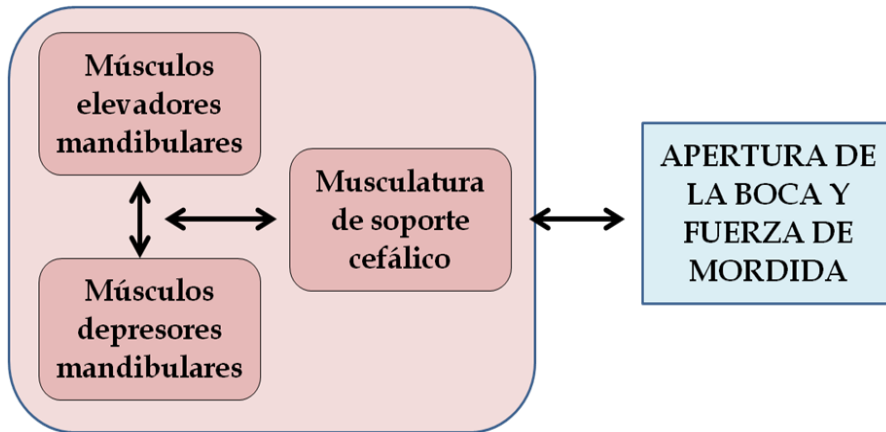 Músculos
elevadores
mandibulares
Musculatura
de soporte
cefálico
Músculos
depresores
mandibulares
APERTURA DE
LA BOCA Y
FUERZA DE
MORDIDA